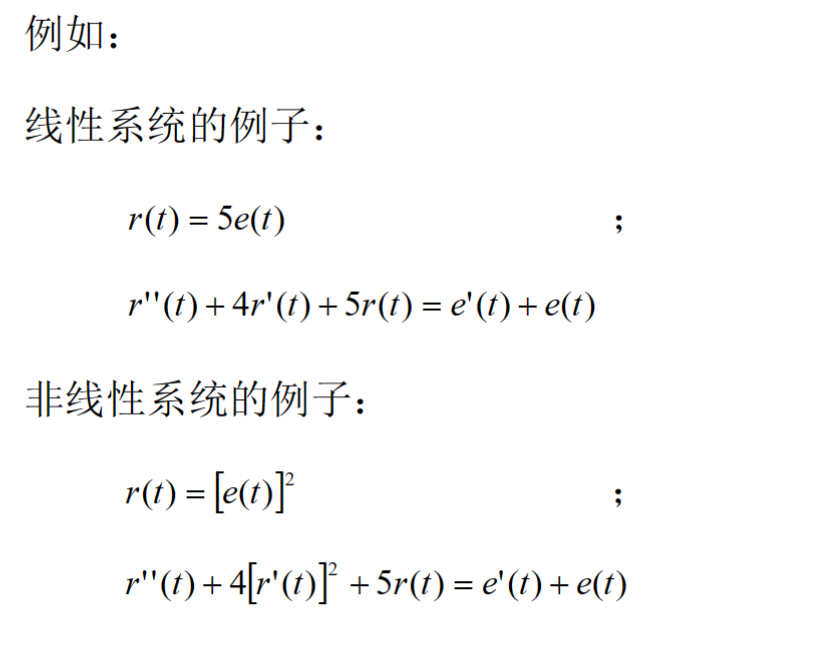 例如：
线性系统的例子：
r(t) = 5e(t) ；
r''(t) + 4r'(t) + 5r(t) = e'(t) + e(t)
非线性系统的例子：
r(t) = [e(t)]² ；
r''(t) + 4[r'(t)]² + 5r(t) = e'(t) + e(t)